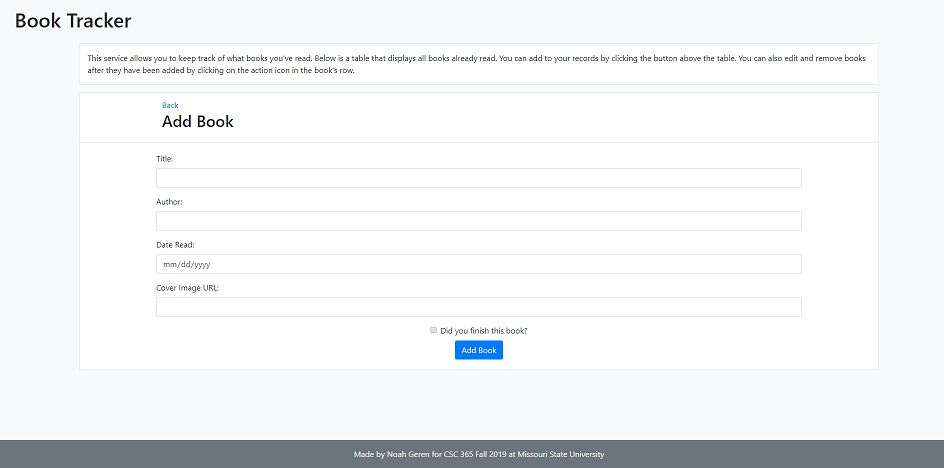 Book Tracker
This service allows you to keep track of what books you've read. Below is a table that displays all books already read. You can add to your records by clicking the button above the table. You can also edit and remove books
after they have been added by clicking on the action icon in the book's row.
Back
Add Book
Title:
Author:
Date Read:
mm/dd/yyyy
Cover Image URL:
Did you finish this book?
Add Book
Made by Noah Geren for CSC 365 Fall 2019 at Missouri State University